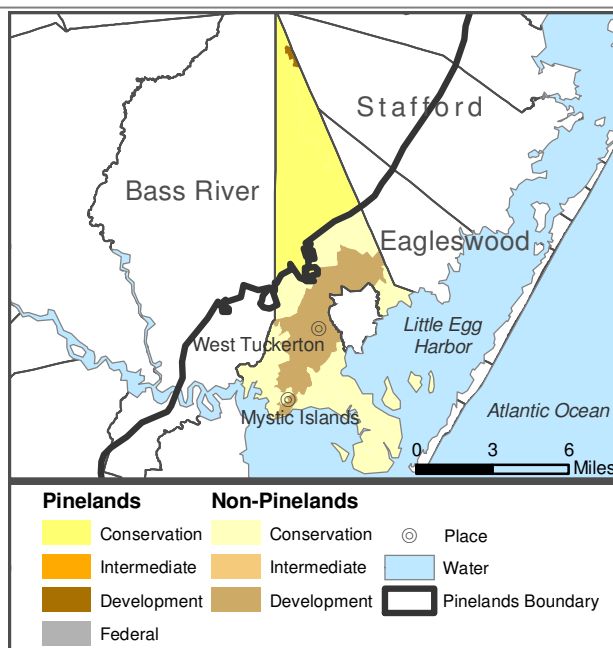 Stafford
Bass River
Eagleswood
Little Egg
Harbor
West Tuckerton
Mystic Islands
Atlantic Ocean
0 3 6
Miles
Pinelands Non-Pinelands
Conservation Conservation Place
Intermediate Intermediate Water
Development Development Pinelands Boundary
Federal